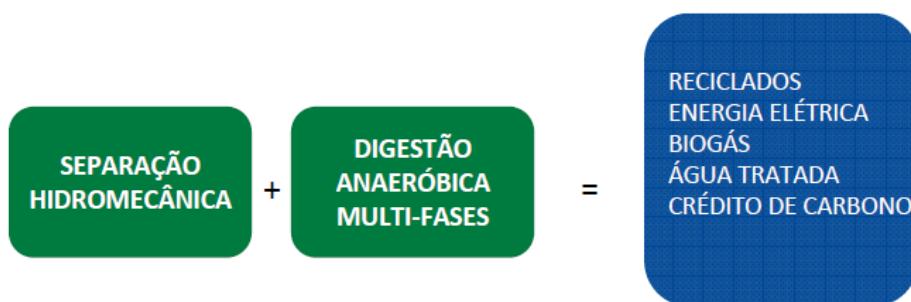 SEPARAÇÃO
HIDROMECÂNICA
+
DIGESTÃO
ANAERÓBICA
MULTI-FASES
=
RECICLADOS
ENERGIA ELÉTRICA
BIOGÁS
ÁGUA TRATADA
CRÉDITO DE CARBONO